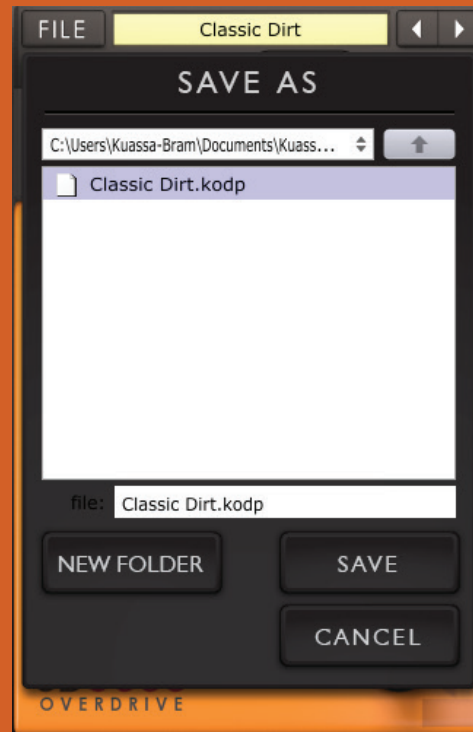 FILE Classic Dirt
SAVE AS
C:\Users\Kuassa-Bram\Documents\Kuass...
Classic Dirt.kodp
file: Classic Dirt.kodp
NEW FOLDER SAVE
CANCEL
OVERDRIVE